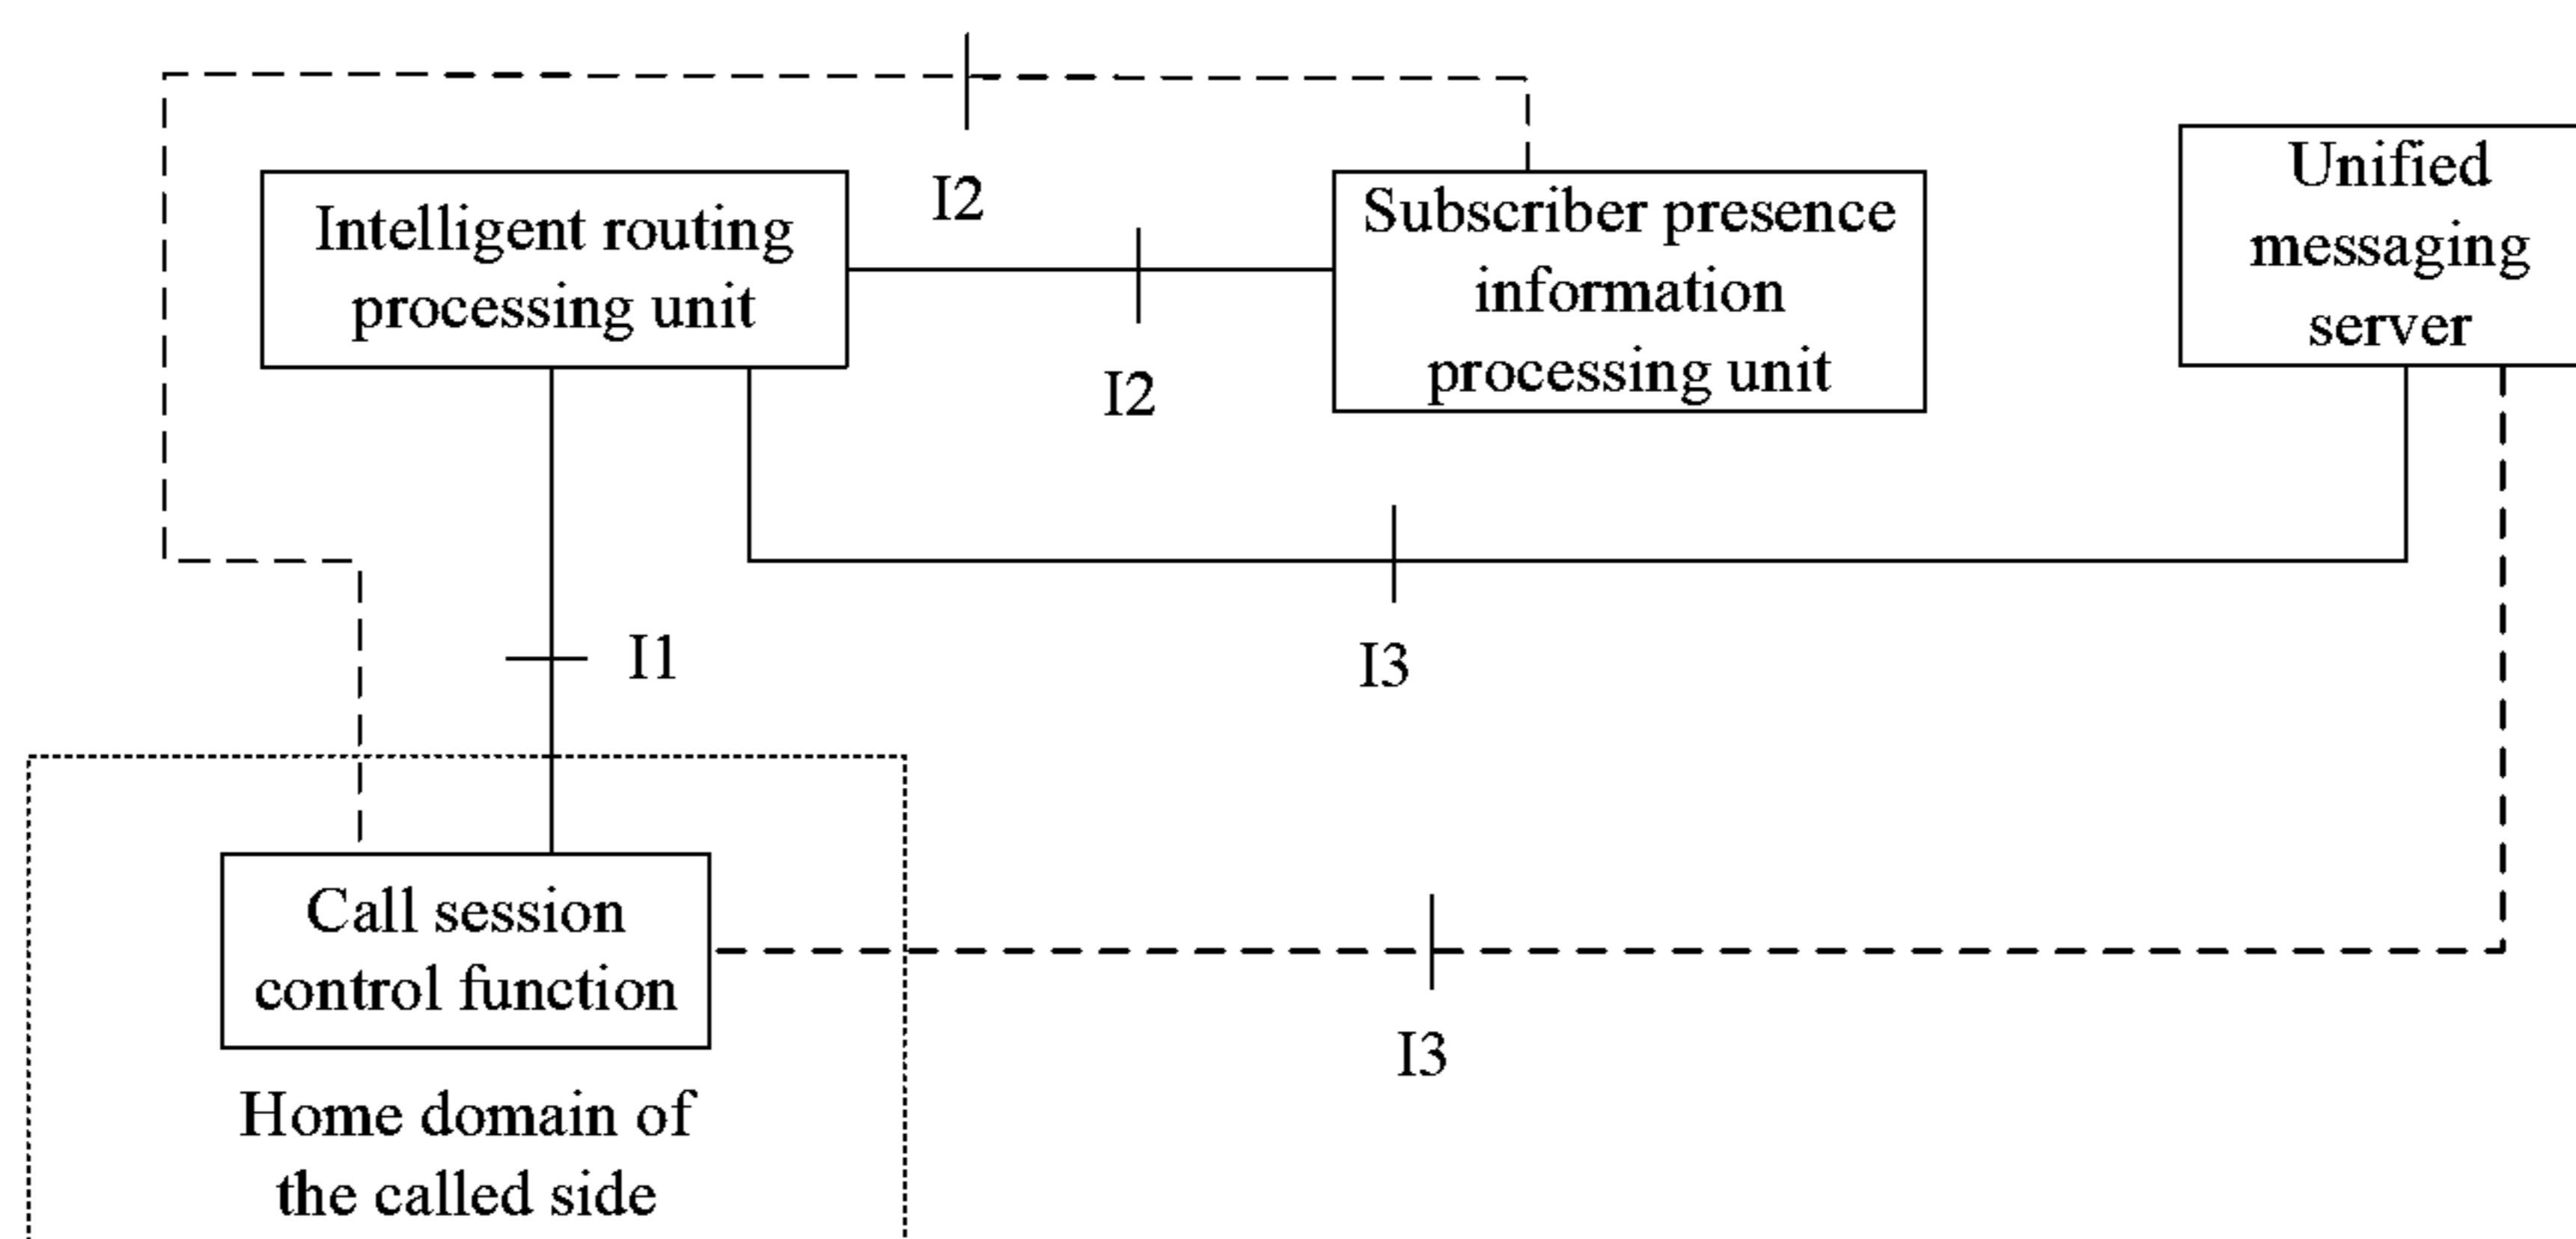 I2
Intelligent routing
processing unit
I2
Subscriber presence
information
processing unit
Unified
messaging
server
I1
I3
Call session
control function
I3
Home domain of
the called side